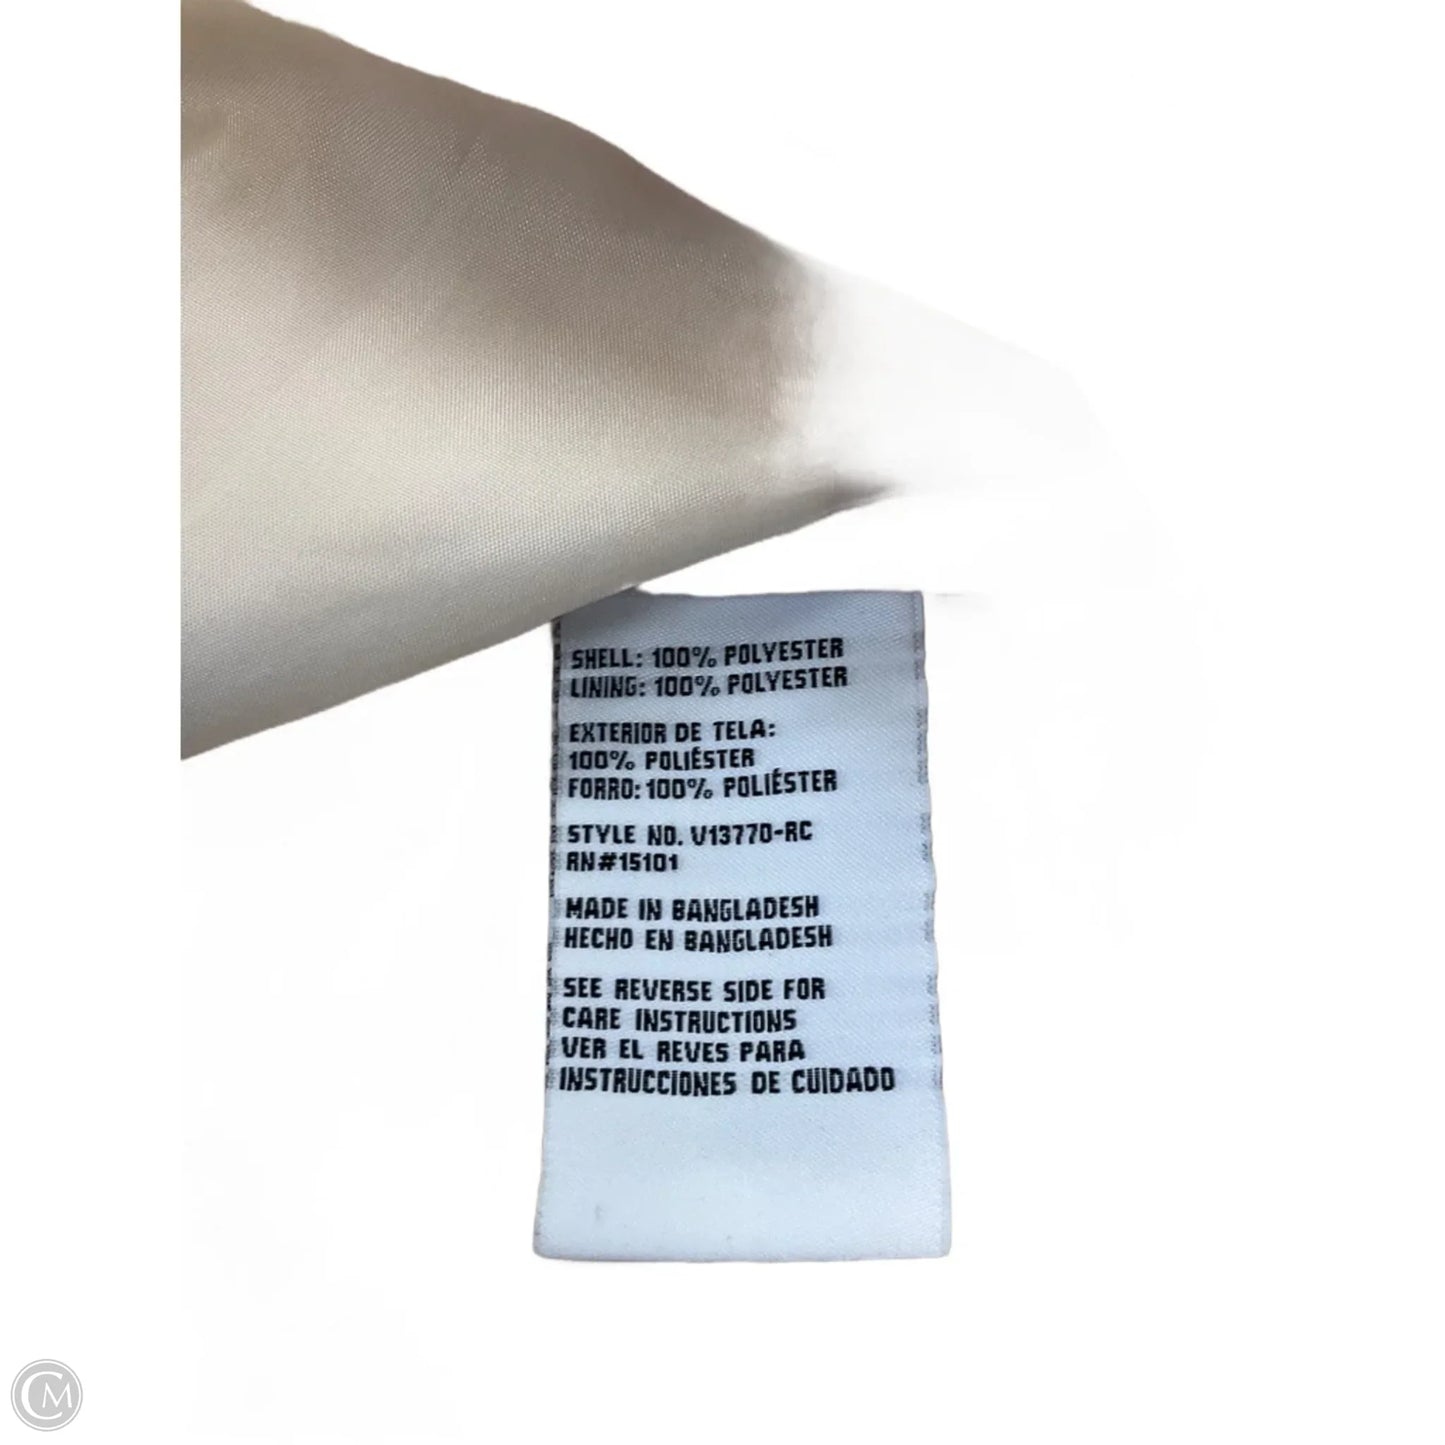 SHELL: 100% POLYESTER
LINING: 100% POLYESTER
EXTERIOR DE TELA:
100% POLIÉSTER
FORRO: 100% POLIÉSTER
STYLE NO. V13770-RC
RN#15101
MADE IN BANGLADESH
HECHO EN BANGLADESH
SEE REVERSE SIDE FOR
CARE INSTRUCTIONS
VER EL REVES PARA
INSTRUCCIONES DE CUIDADO
CM